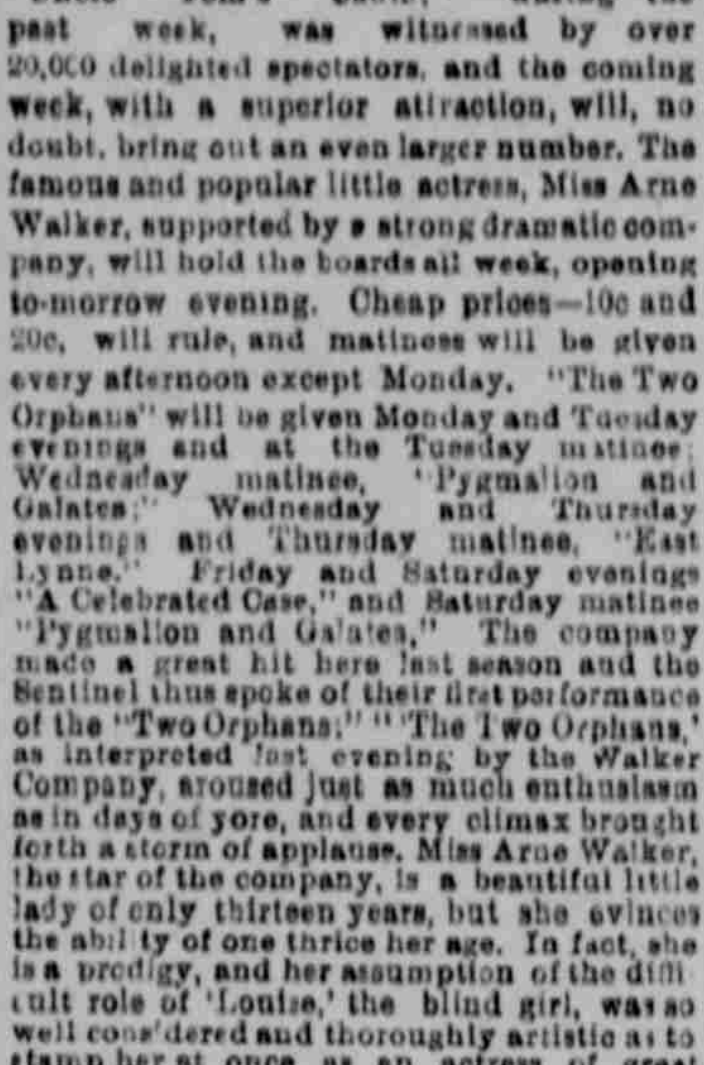 past week, was witnessed by over
20,000 delighted spectators, and the coming
week, with a superior attraction, will, no
doubt, bring out an even larger number. The
famous and popular little actress, Miss Arne
Walker, supported by a strong dramatic com-
pany, will hold the boards all week, opening
to-morrow evening. Cheap prices—10c and
20c, will rule, and matinees will be given
every afternoon except Monday. "The Two
Orphans" will be given Monday and Tuesday
evenings and at the Tuesday matinee;
Wednesday matinee, "Pygmalion and
Galatea;" Wednesday and Thursday
evenings and Thursday matinee, "East
Lynne." Friday and Saturday evenings
"A Celebrated Case," and Saturday matinee
"Pygmalion and Galatea," The company
made a great hit here last season and the
Sentinel thus spoke of their first performance
of the "Two Orphans:" "'The Two Orphans,'
as interpreted last evening by the Walker
Company, aroused just as much enthusiasm
as in days of yore, and every climax brought
forth a storm of applause. Miss Arne Walker,
the star of the company, is a beautiful little
lady of only thirteen years, but she evinces
the ability of one thrice her age. In fact, she
is a prodigy, and her assumption of the diffi-
cult role of 'Louise,' the blind girl, was so
well considered and thoroughly artistic as to
stamp her at once as an actress of great